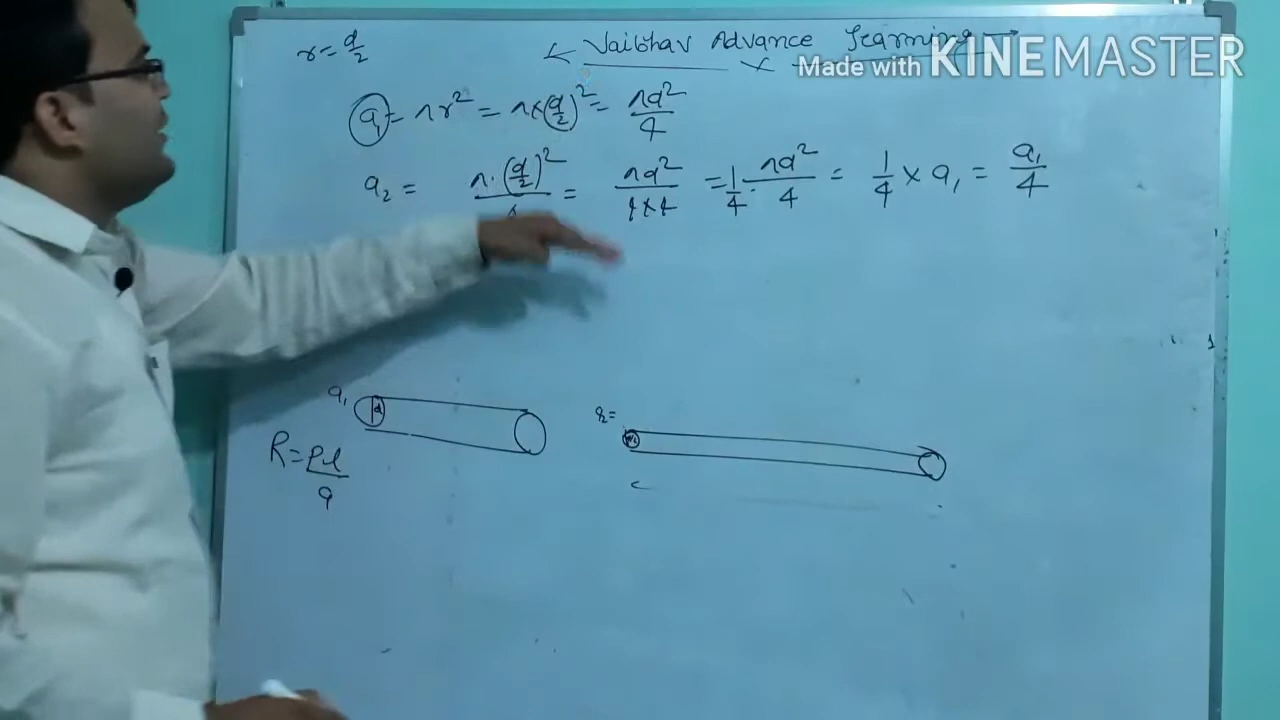 r = d/2
← Vaibhav Advance Learning →
Made with KINEMASTER
a₁ = πr² = π×(d/2)² = πd²/4
a₂ = π·(d/2)²/4 = πd²/4×4 = 1/4 · πd²/4 = 1/4 × a₁ = a₁/4
a₁
d
a₂ =
R = ρl/a